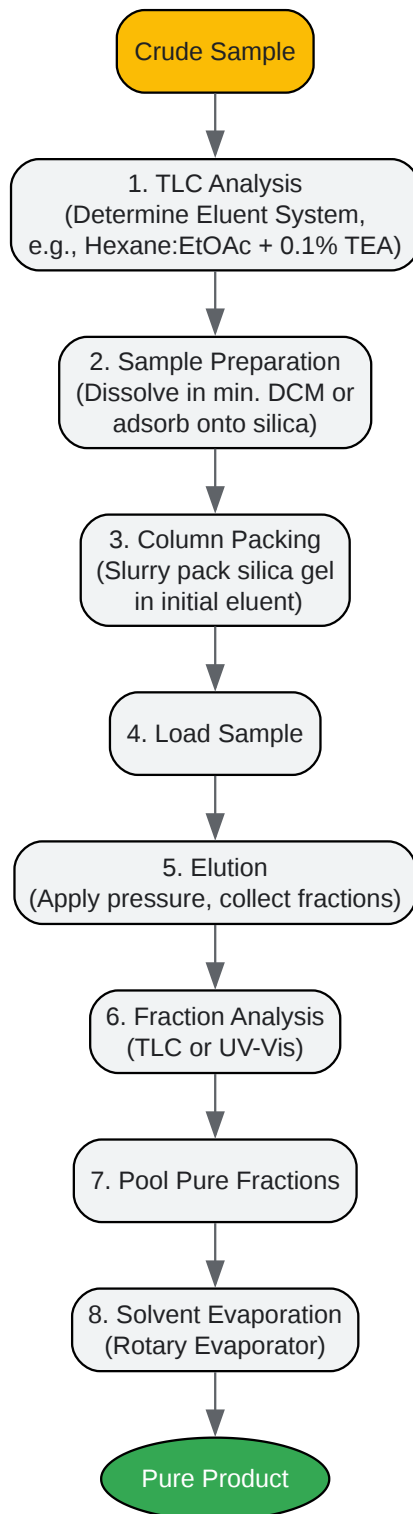 Crude Sample
1. TLC Analysis
(Determine Eluent System,
e.g., Hexane:EtOAc + 0.1% TEA)
2. Sample Preparation
(Dissolve in min. DCM or
adsorb onto silica)
3. Column Packing
(Slurry pack silica gel
in initial eluent)
4. Load Sample
5. Elution
(Apply pressure, collect fractions)
6. Fraction Analysis
(TLC or UV-Vis)
7. Pool Pure Fractions
8. Solvent Evaporation
(Rotary Evaporator)
Pure Product